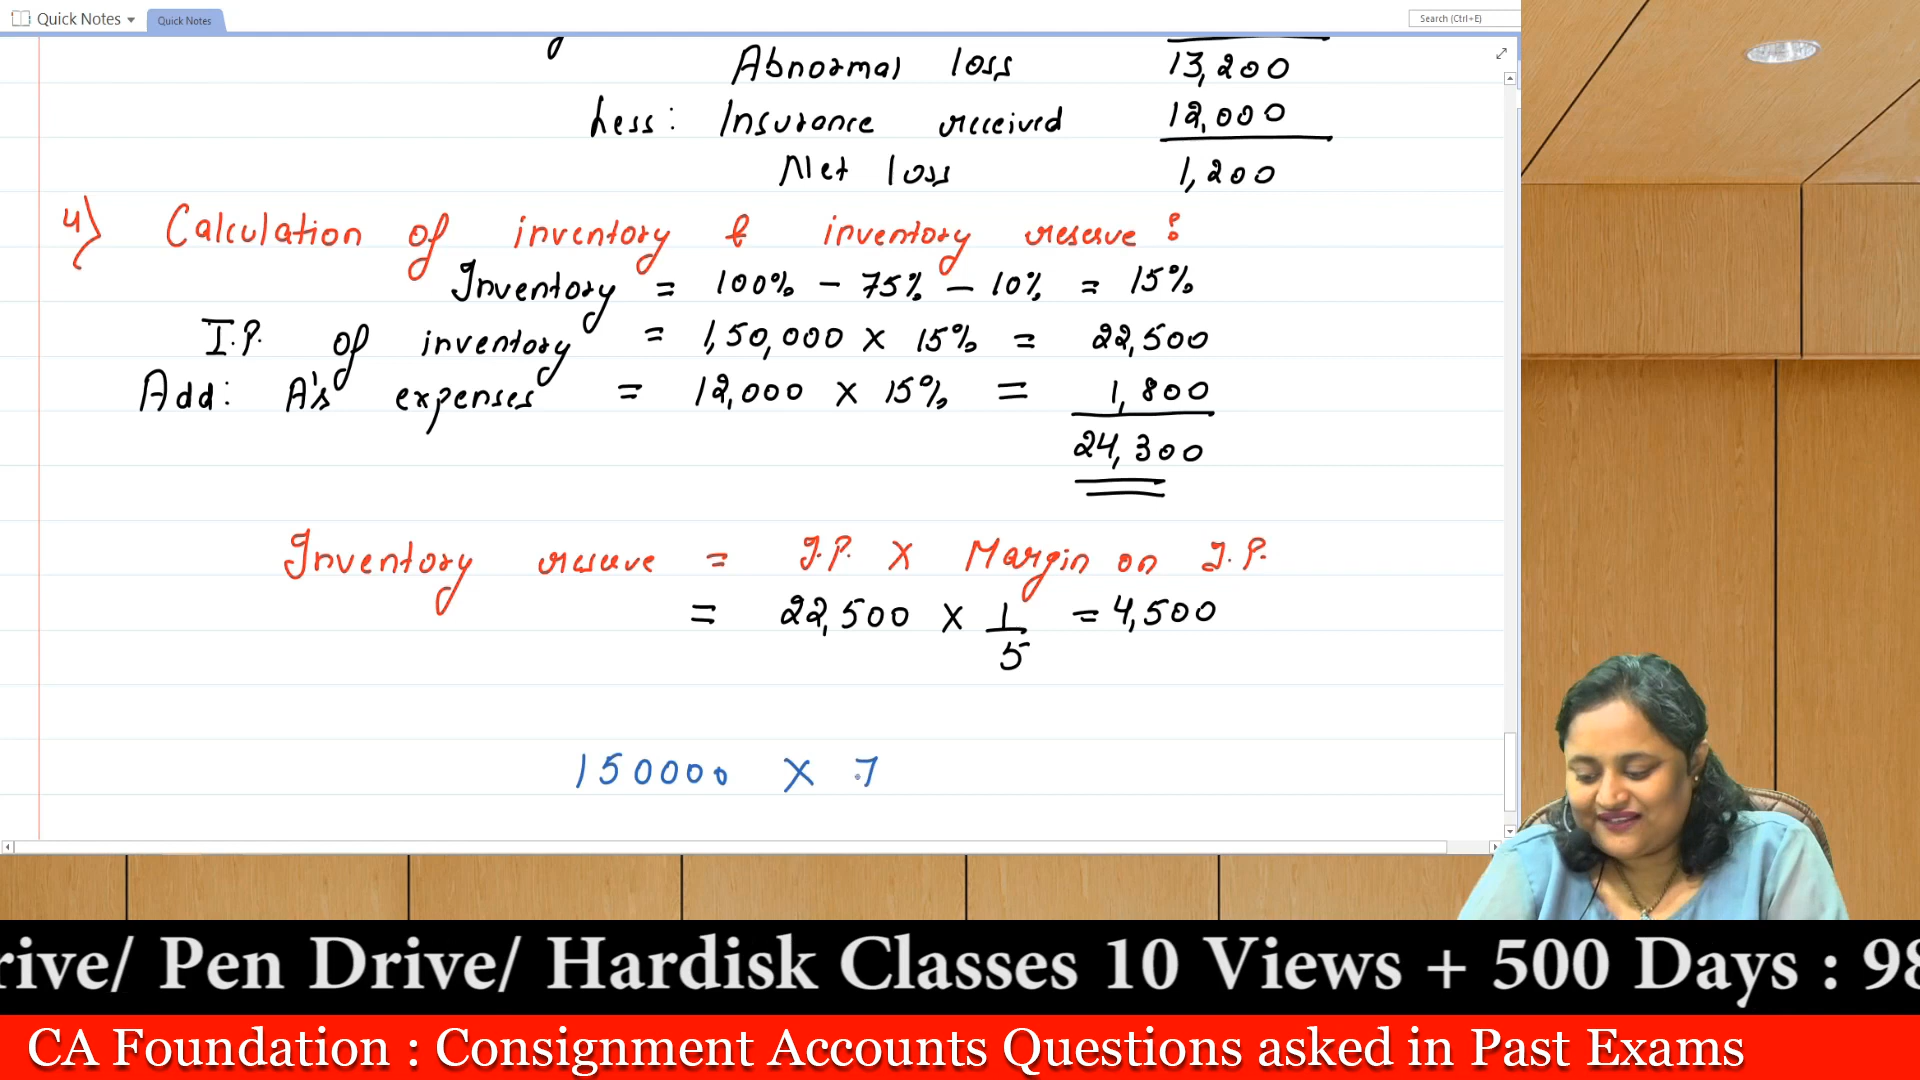 Quick Notes
Quick Notes
Search (Ctrl+E)
Abnormal loss 13,200
Less: Insurance received 12,000
Net loss 1,200
4) Calculation of inventory & inventory reserve:
Inventory = 100% - 75% - 10% = 15%
I.P. of inventory = 1,50,000 x 15% = 22,500
Add: A's expenses = 12,000 x 15% = 1,800
24,300
Inventory reserve = I.P. X Margin on I.P.
= 22,500 X 1/5 = 4,500
150000 X 7
rive/ Pen Drive/ Hardisk Classes 10 Views + 500 Days : 98
CA Foundation : Consignment Accounts Questions asked in Past Exams